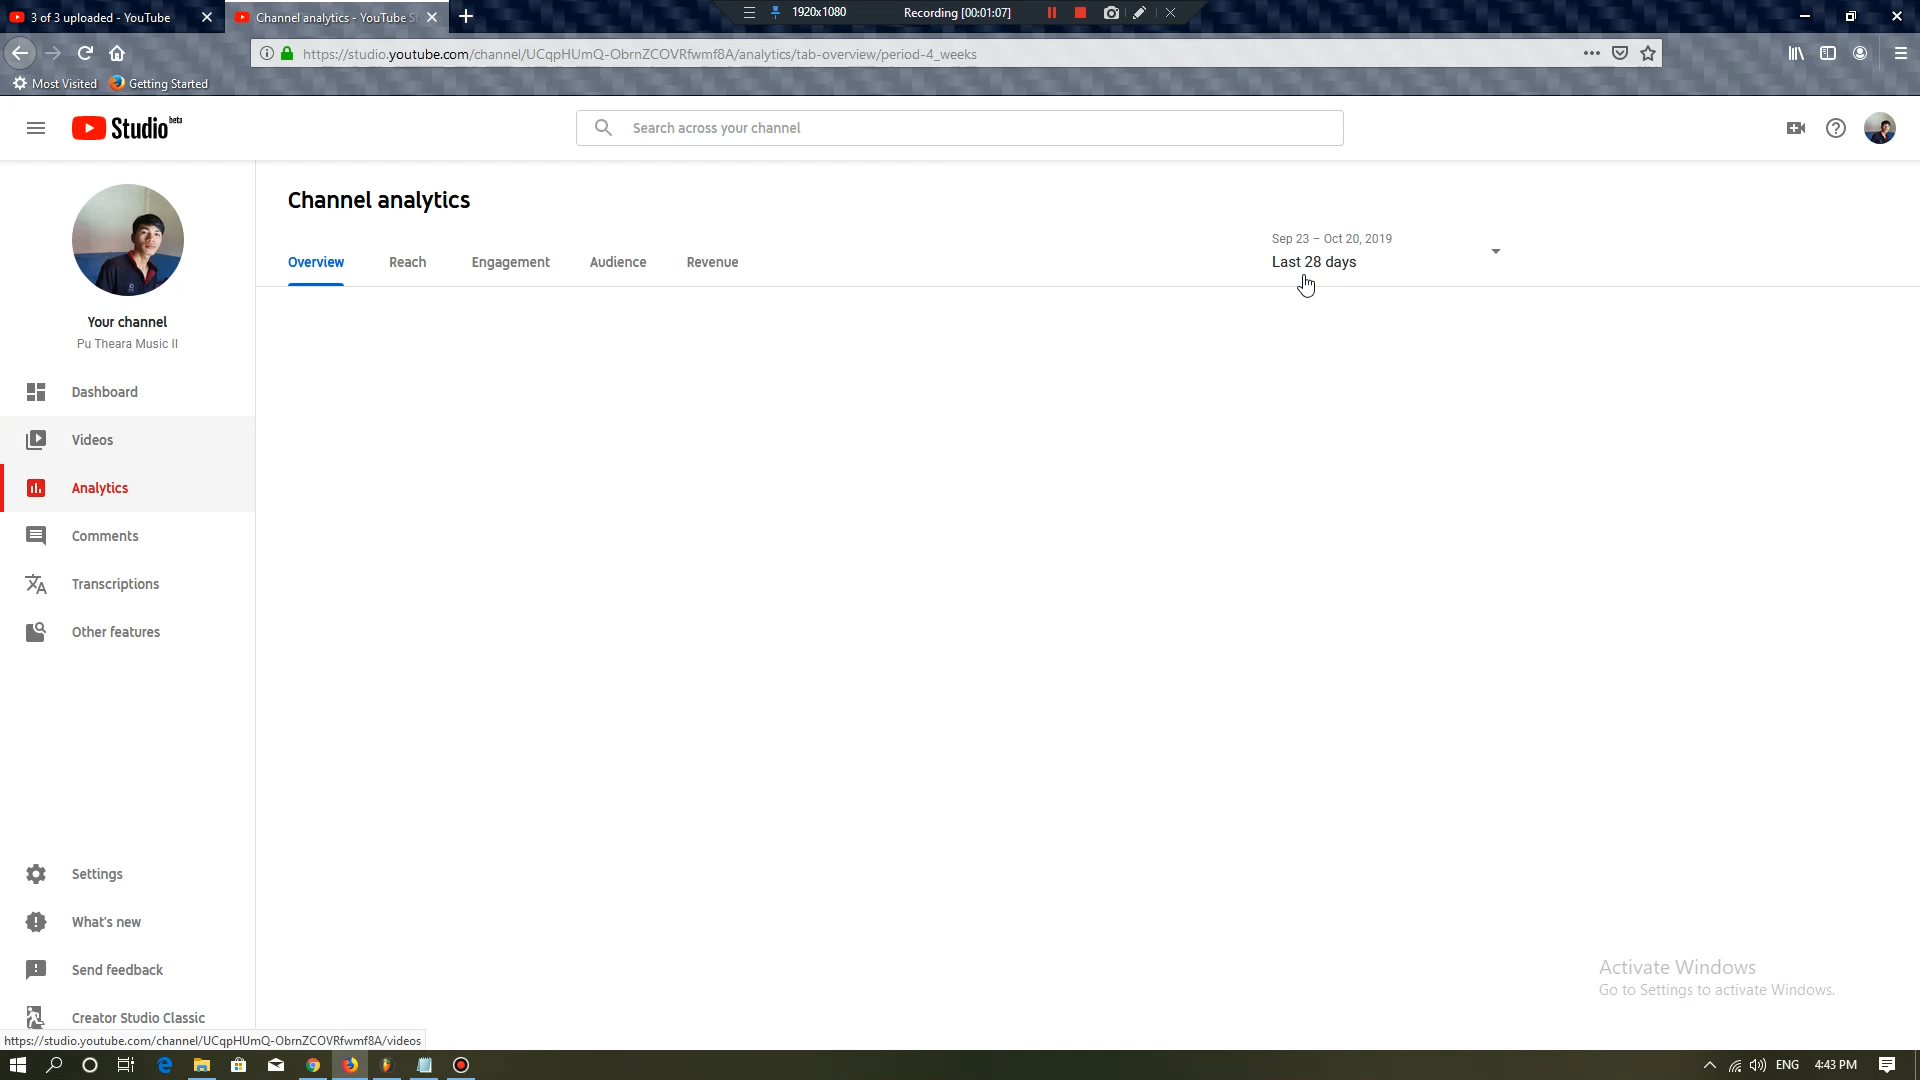 3 of 3 uploaded - YouTube
Channel analytics - YouTube St
1920x1080
Recording [00:01:07]
https://studio.youtube.com/channel/UCqpHUmQ-ObrnZCOVRfwmf8A/analytics/tab-overview/period-4_weeks
Most Visited
Getting Started
Studio beta
Search across your channel
Channel analytics
Sep 23 – Oct 20, 2019
Last 28 days
Overview
Reach
Engagement
Audience
Revenue
Your channel
Pu Theara Music II
Dashboard
Videos
Analytics
Comments
Transcriptions
Other features
Settings
What's new
Send feedback
Creator Studio Classic
Activate Windows
Go to Settings to activate Windows.
https://studio.youtube.com/channel/UCqpHUmQ-ObrnZCOVRfwmf8A/videos
ENG
4:43 PM